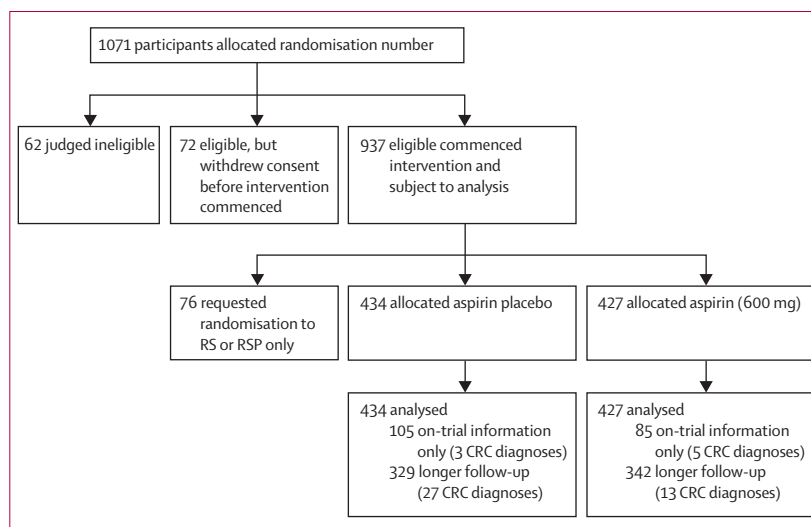 1071 participants allocated randomisation number
62 judged ineligible
72 eligible, but
withdrew consent
before intervention
commenced
937 eligible commenced
intervention and
subject to analysis
76 requested
randomisation to
RS or RSP only
434 allocated aspirin placebo
427 allocated aspirin (600 mg)
434 analysed
105 on-trial information
only (3 CRC diagnoses)
329 longer follow-up
(27 CRC diagnoses)
427 analysed
85 on-trial information
only (5 CRC diagnoses)
342 longer follow-up
(13 CRC diagnoses)